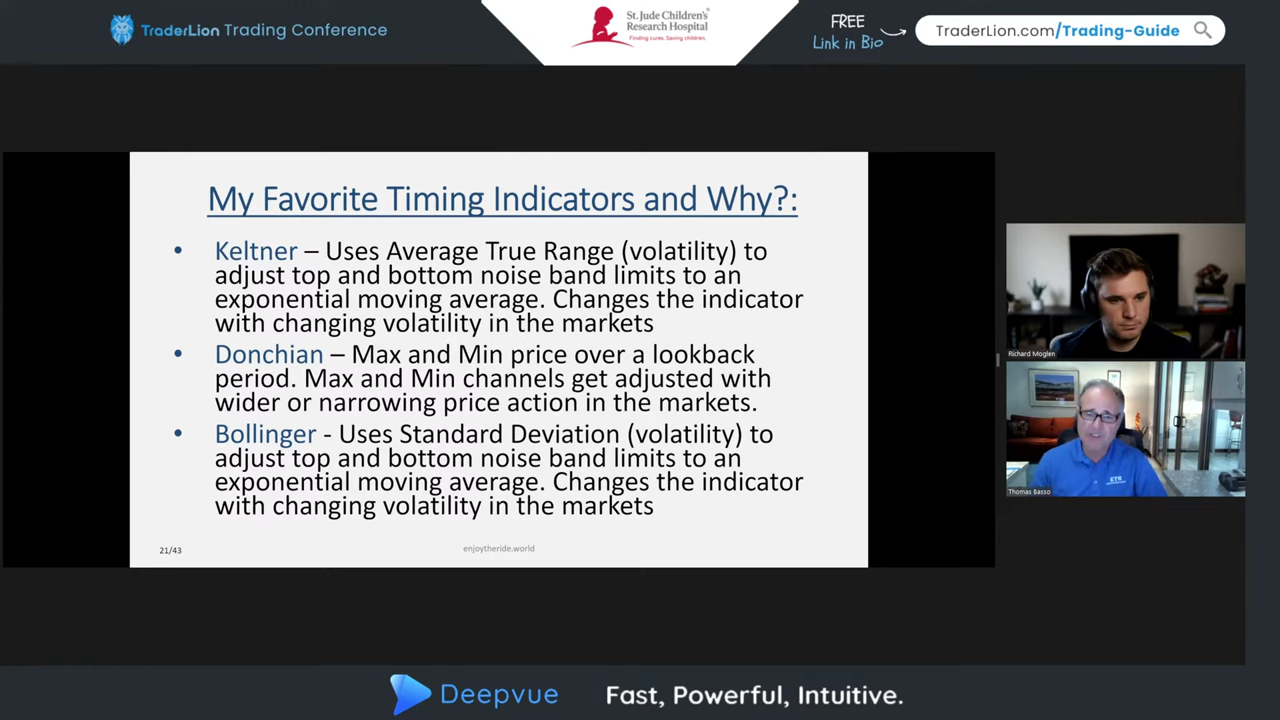 TraderLion Trading Conference
St. Jude Children's
Research Hospital
Finding cures. Saving children.
FREE
Link in Bio
TraderLion.com/Trading-Guide
My Favorite Timing Indicators and Why?:
• Keltner – Uses Average True Range (volatility) to
adjust top and bottom noise band limits to an
exponential moving average. Changes the indicator
with changing volatility in the markets
• Donchian – Max and Min price over a lookback
period. Max and Min channels get adjusted with
wider or narrowing price action in the markets.
• Bollinger - Uses Standard Deviation (volatility) to
adjust top and bottom noise band limits to an
exponential moving average. Changes the indicator
with changing volatility in the markets
21/43
enjoytheride.world
Richard Moglen
ETR
Thomas Basso
Deepvue
Fast, Powerful, Intuitive.